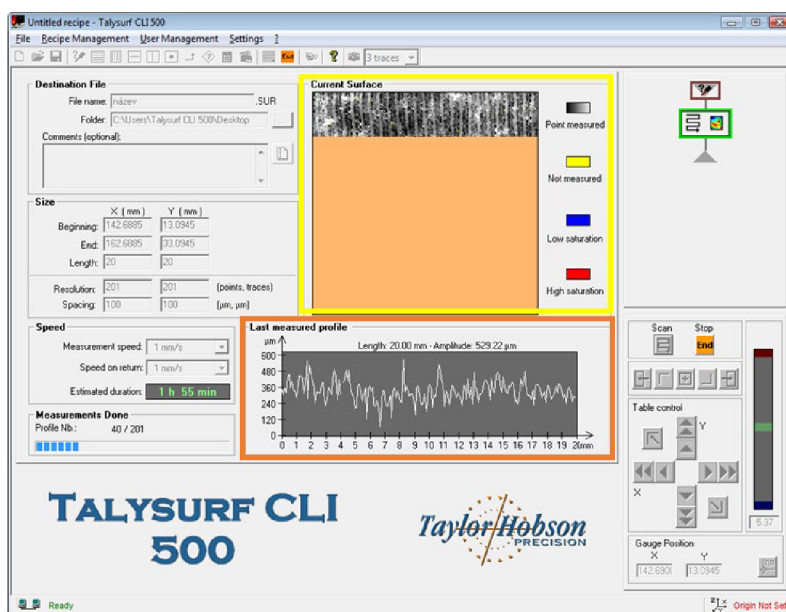 Untitled recipe - Talysurf CLI 500
File Recipe Management User Management Settings ?
End 3 traces
Destination File
File name: název .SUR
Folder: C:\Users\Talysurf CLI 500\Desktop ...
Comments (optional):
Size
X (mm) Y (mm)
Beginning: 142.6885 13.0945
End: 162.6885 33.0945
Length: 20 20
Resolution: 201 201 (points, traces)
Spacing: 100 100 (µm, µm)
Speed
Measurement speed: 1 mm/s
Speed on return: 1 mm/s
Estimated duration: 1 h 55 min
Measurements Done
Profile Nb.: 40 / 201
Current Surface
Point measured
Not measured
Low saturation
High saturation
Last measured profile
µm Length: 20.00 mm - Amplitude: 529.22 µm
600
480
360
240
120
0
0 1 2 3 4 5 6 7 8 9 10 11 12 13 14 15 16 17 18 19 20 mm
Scan Stop
End
Table control
Y
X
5.37
Gauge Position
X Y
142.690 13.0945
TALYSURF CLI
500
Taylor Hobson
PRECISION
Ready
Origin Not Set